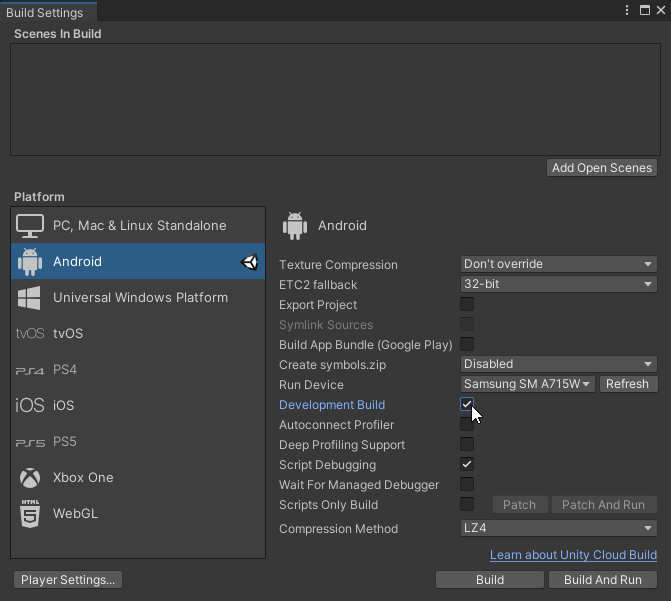 Build Settings
Scenes In Build
Add Open Scenes
Platform
PC, Mac & Linux Standalone
Android
Universal Windows Platform
tvOS tvOS
PS4 PS4
iOS iOS
PS5 PS5
Xbox One
HTML
5 WebGL
Android
Texture Compression Don't override
ETC2 fallback 32-bit
Export Project
Symlink Sources
Build App Bundle (Google Play)
Create symbols.zip Disabled
Run Device Samsung SM A715W Refresh
Development Build
Autoconnect Profiler
Deep Profiling Support
Script Debugging
Wait For Managed Debugger
Scripts Only Build Patch Patch And Run
Compression Method LZ4
Learn about Unity Cloud Build
Player Settings... Build Build And Run